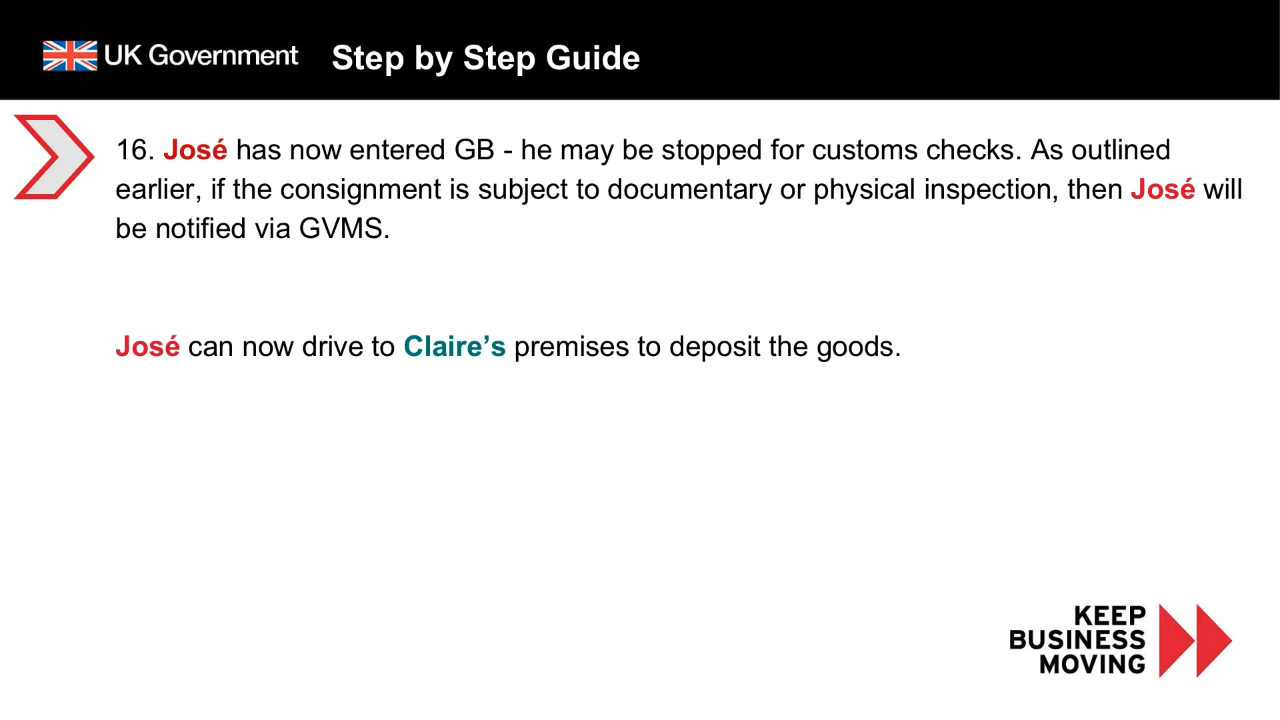 UK Government Step by Step Guide
16. José has now entered GB - he may be stopped for customs checks. As outlined
earlier, if the consignment is subject to documentary or physical inspection, then José will
be notified via GVMS.
José can now drive to Claire’s premises to deposit the goods.
KEEP
BUSINESS
MOVING